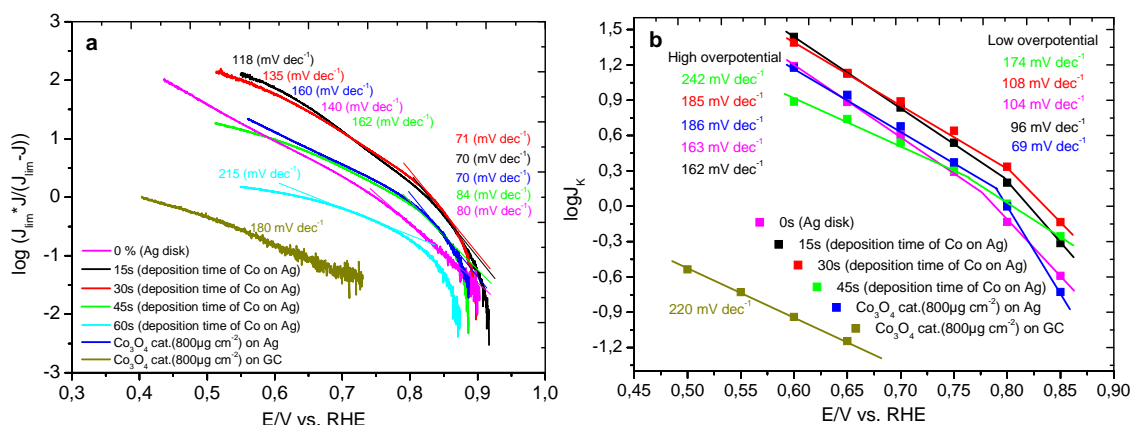 a
118 (mV dec⁻¹)
135 (mV dec⁻¹)
160 (mV dec⁻¹)
140 (mV dec⁻¹)
162 (mV dec⁻¹)
71 (mV dec⁻¹)
70 (mV dec⁻¹)
70 (mV dec⁻¹)
84 (mV dec⁻¹)
80 (mV dec⁻¹)
215 (mV dec⁻¹)
180 mV dec⁻¹
0 % (Ag disk)
15s (deposition time of Co on Ag)
30s (deposition time of Co on Ag)
45s (deposition time of Co on Ag)
60s (deposition time of Co on Ag)
Co₃O₄ cat.(800µg cm⁻²) on Ag
Co₃O₄ cat.(800µg cm⁻²) on GC
3
2
1
0
-1
-2
-3
log (J_lim * J/(J_lim-J))
0,3 0,4 0,5 0,6 0,7 0,8 0,9 1,0
E/V vs. RHE
b
High overpotential
242 mV dec⁻¹
185 mV dec⁻¹
186 mV dec⁻¹
163 mV dec⁻¹
162 mV dec⁻¹
Low overpotential
174 mV dec⁻¹
108 mV dec⁻¹
104 mV dec⁻¹
96 mV dec⁻¹
69 mV dec⁻¹
0s (Ag disk)
15s (deposition time of Co on Ag)
30s (deposition time of Co on Ag)
45s (deposition time of Co on Ag)
Co₃O₄ cat.(800µg cm⁻²) on Ag
Co₃O₄ cat.(800µg cm⁻²) on GC
220 mV dec⁻¹
1,5
1,2
0,9
0,6
0,3
0,0
-0,3
-0,6
-0,9
-1,2
logJ_K
0,45 0,50 0,55 0,60 0,65 0,70 0,75 0,80 0,85 0,90
E/V vs. RHE